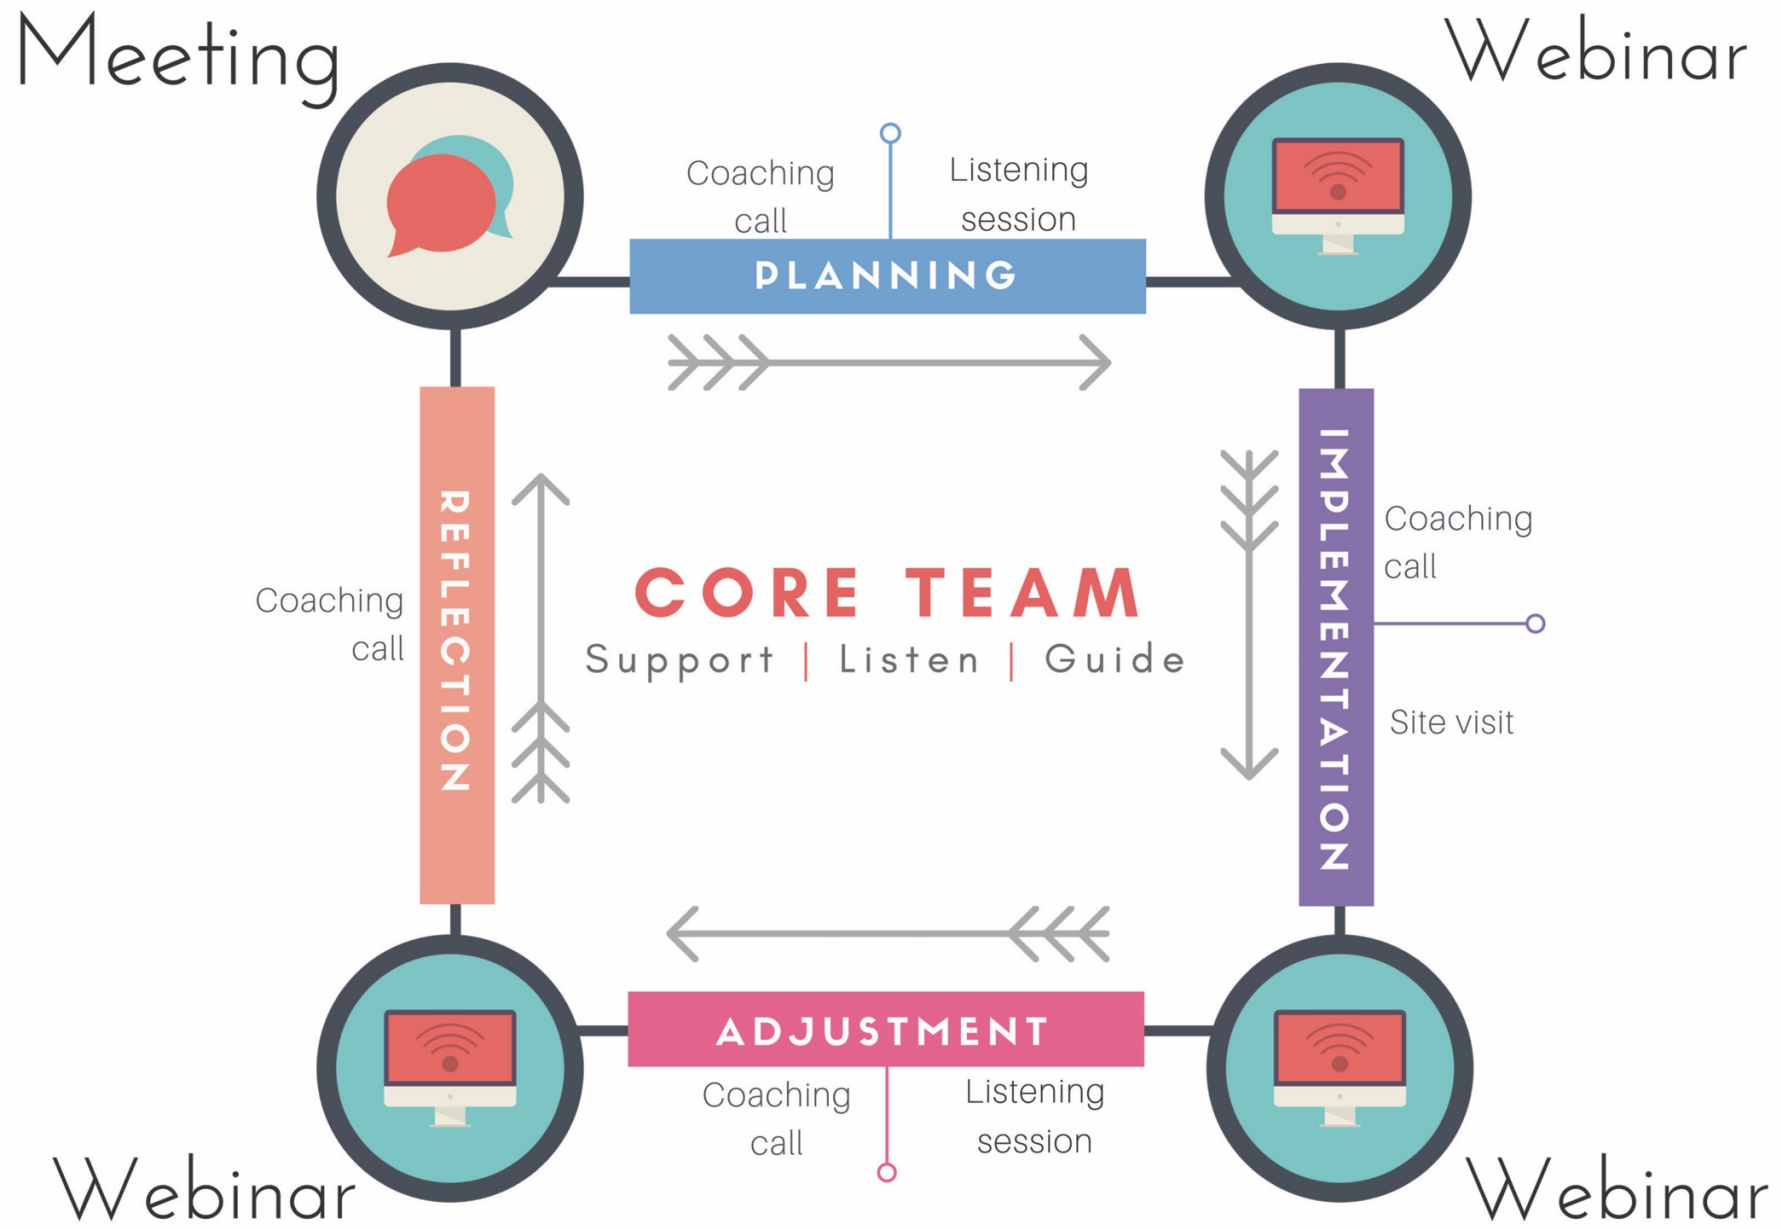 Meeting
Webinar
Coaching
call
Listening
session
PLANNING
REFLECTION
Coaching
call
IMPLEMENTATION
Coaching
call
Site visit
CORE TEAM
Support | Listen | Guide
ADJUSTMENT
Coaching
call
Listening
session
Webinar
Webinar